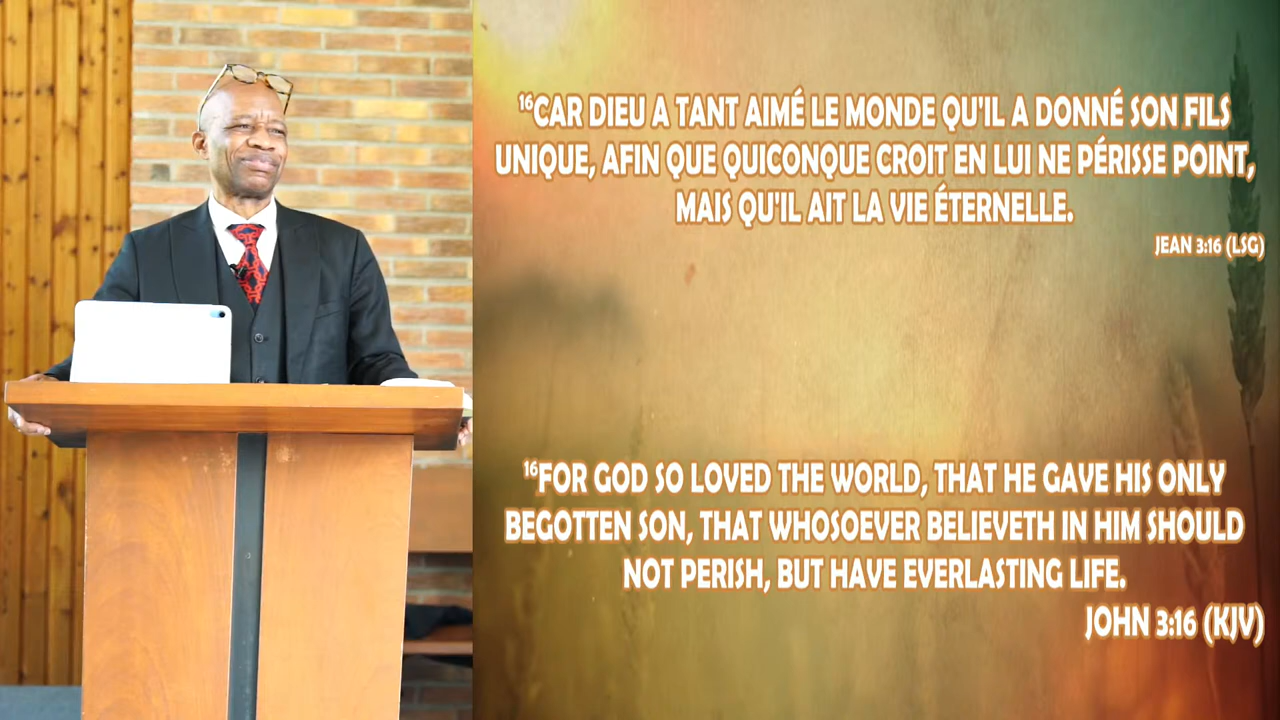 ¹⁶CAR DIEU A TANT AIMÉ LE MONDE QU'IL A DONNÉ SON FILS
UNIQUE, AFIN QUE QUICONQUE CROIT EN LUI NE PÉRISSE POINT,
MAIS QU'IL AIT LA VIE ÉTERNELLE.
JEAN 3:16 (LSG)
¹⁶FOR GOD SO LOVED THE WORLD, THAT HE GAVE HIS ONLY
BEGOTTEN SON, THAT WHOSOEVER BELIEVETH IN HIM SHOULD
NOT PERISH, BUT HAVE EVERLASTING LIFE.
JOHN 3:16 (KJV)